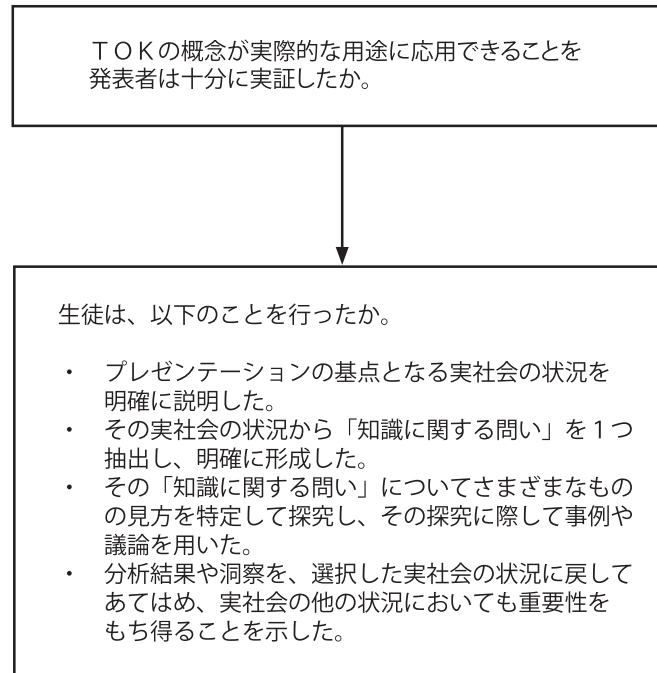 TOKの概念が実際的な用途に応用できることを
発表者は十分に実証したか。
生徒は、以下のことを行ったか。
・ プレゼンテーションの基点となる実社会の状況を
明確に説明した。
・ その実社会の状況から「知識に関する問い」を1つ
抽出し、明確に形成した。
・ その「知識に関する問い」についてさまざまなもの
の見方を特定して探究し、その探究に際して事例や
議論を用いた。
・ 分析結果や洞察を、選択した実社会の状況に戻して
あてはめ、実社会の他の状況においても重要性を
もち得ることを示した。